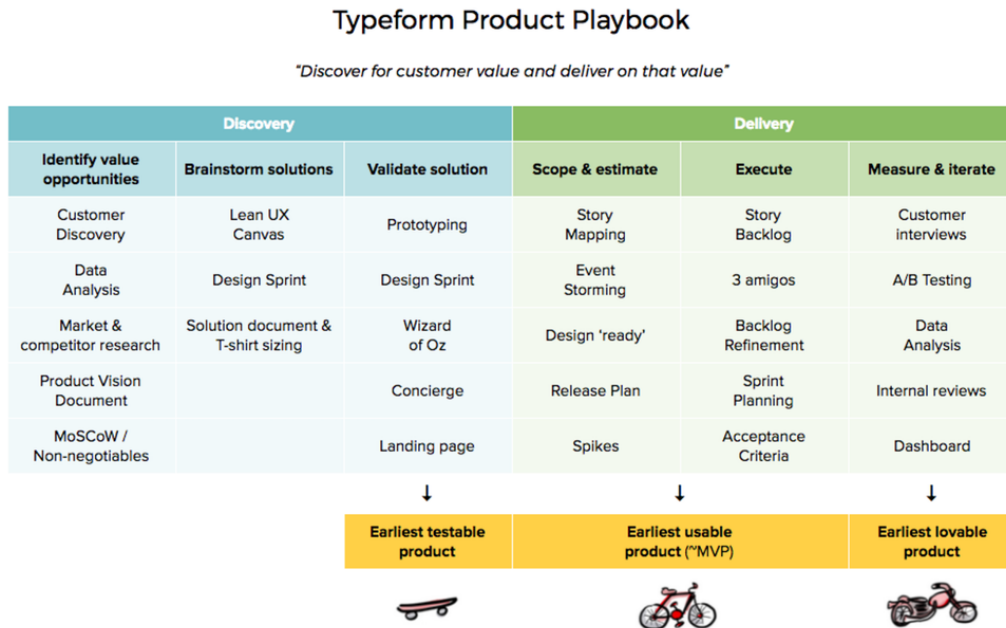 Typeform Product Playbook
"Discover for customer value and deliver on that value"
Discovery
Delivery
Identify value
opportunities
Brainstorm solutions
Validate solution
Scope & estimate
Execute
Measure & iterate
Customer
Discovery
Lean UX
Canvas
Prototyping
Story
Mapping
Story
Backlog
Customer
interviews
Data
Analysis
Design Sprint
Design Sprint
Event
Storming
3 amigos
A/B Testing
Market &
competitor research
Solution document &
T-shirt sizing
Wizard
of Oz
Design 'ready'
Backlog
Refinement
Data
Analysis
Product Vision
Document
Concierge
Release Plan
Sprint
Planning
Internal reviews
MoSCoW /
Non-negotiables
Landing page
Spikes
Acceptance
Criteria
Dashboard
↓
↓
↓
Earliest testable
product
Earliest usable
product (~MVP)
Earliest lovable
product